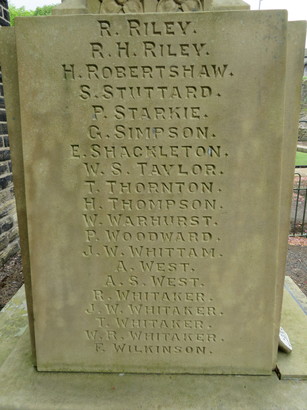 R. RILEY.
R. H. RILEY.
H. ROBERTSHAW.
S. STUTTARD.
P. STARKIE.
G. SIMPSON.
E. SHACKLETON.
W. S. TAYLOR.
T. THORNTON.
H. THOMPSON.
W. WARHURST.
P. WOODWARD.
J. W. WHITTAM.
A. WEST.
A. S. WEST.
R. WHITAKER.
J. W. WHITAKER.
T. WHITAKER.
W. R. WHITAKER.
F. WILKINSON.